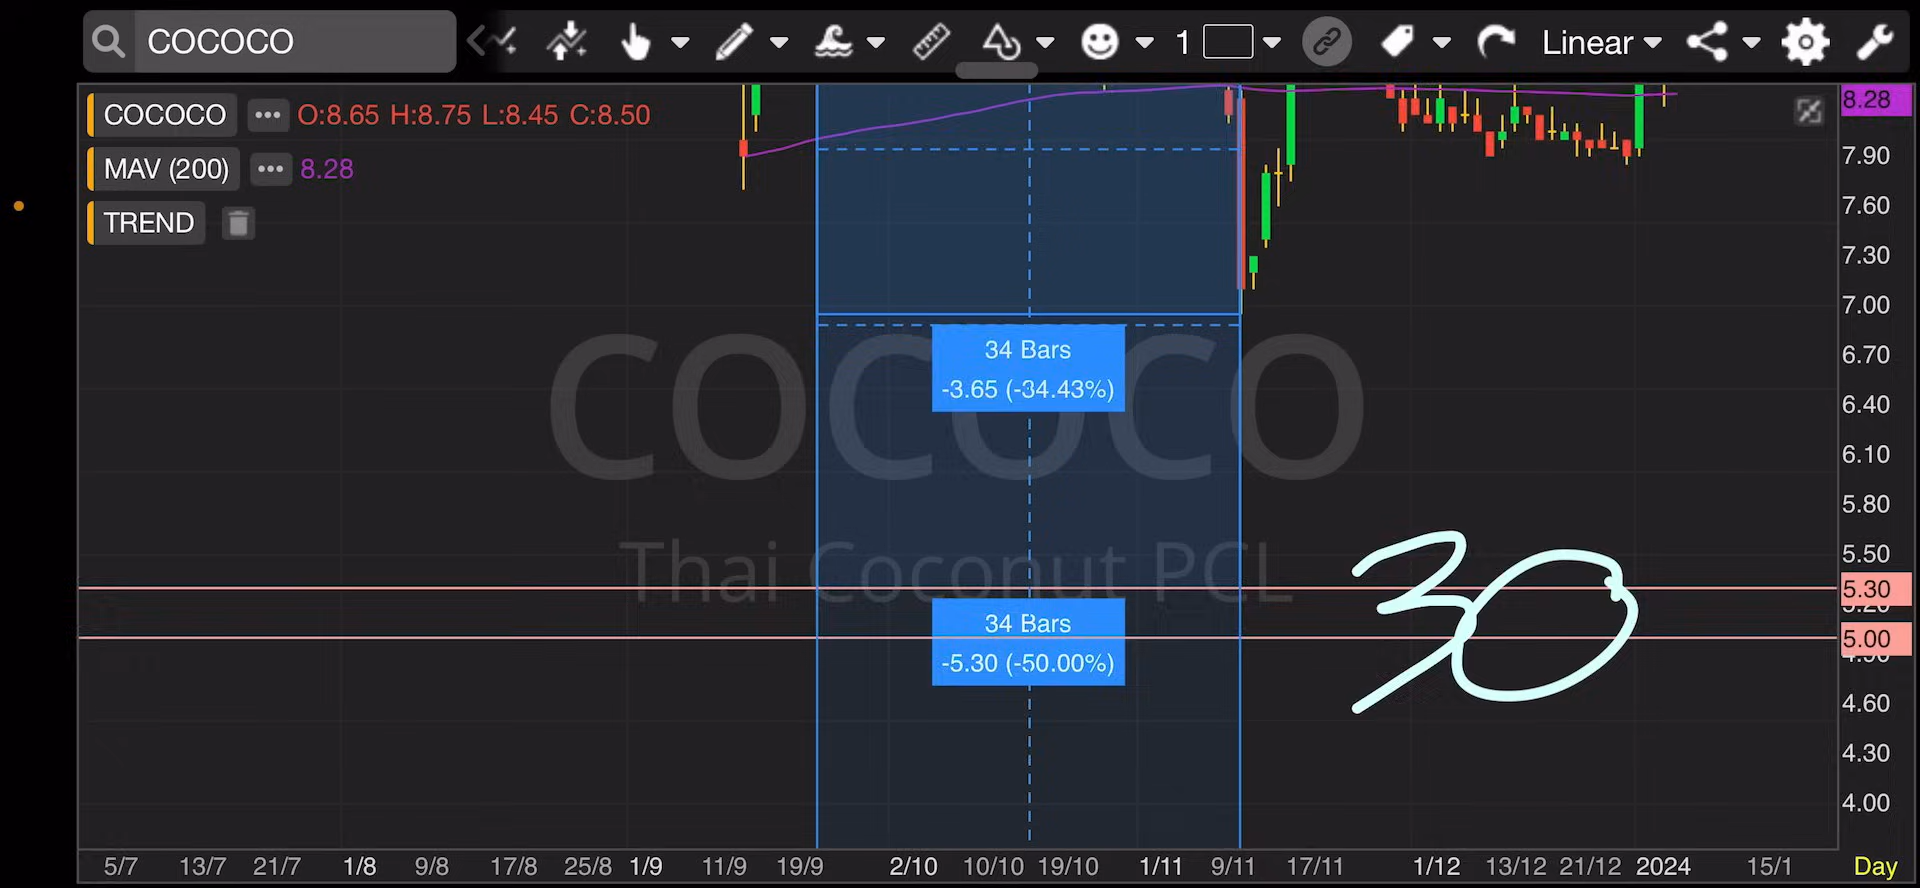 COCOCO
1
Linear
COCOCO
O:8.65 H:8.75 L:8.45 C:8.50
MAV (200)
8.28
TREND
COCOCO
Thai Coconut PCL
34 Bars
-3.65 (-34.43%)
34 Bars
-5.30 (-50.00%)
30
8.28
7.90
7.60
7.30
7.00
6.70
6.40
6.10
5.80
5.50
5.30
5.20
5.00
4.90
4.60
4.30
4.00
5/7 13/7 21/7 1/8 9/8 17/8 25/8 1/9 11/9 19/9 2/10 10/10 19/10 1/11 9/11 17/11 1/12 13/12 21/12 2024 15/1 Day